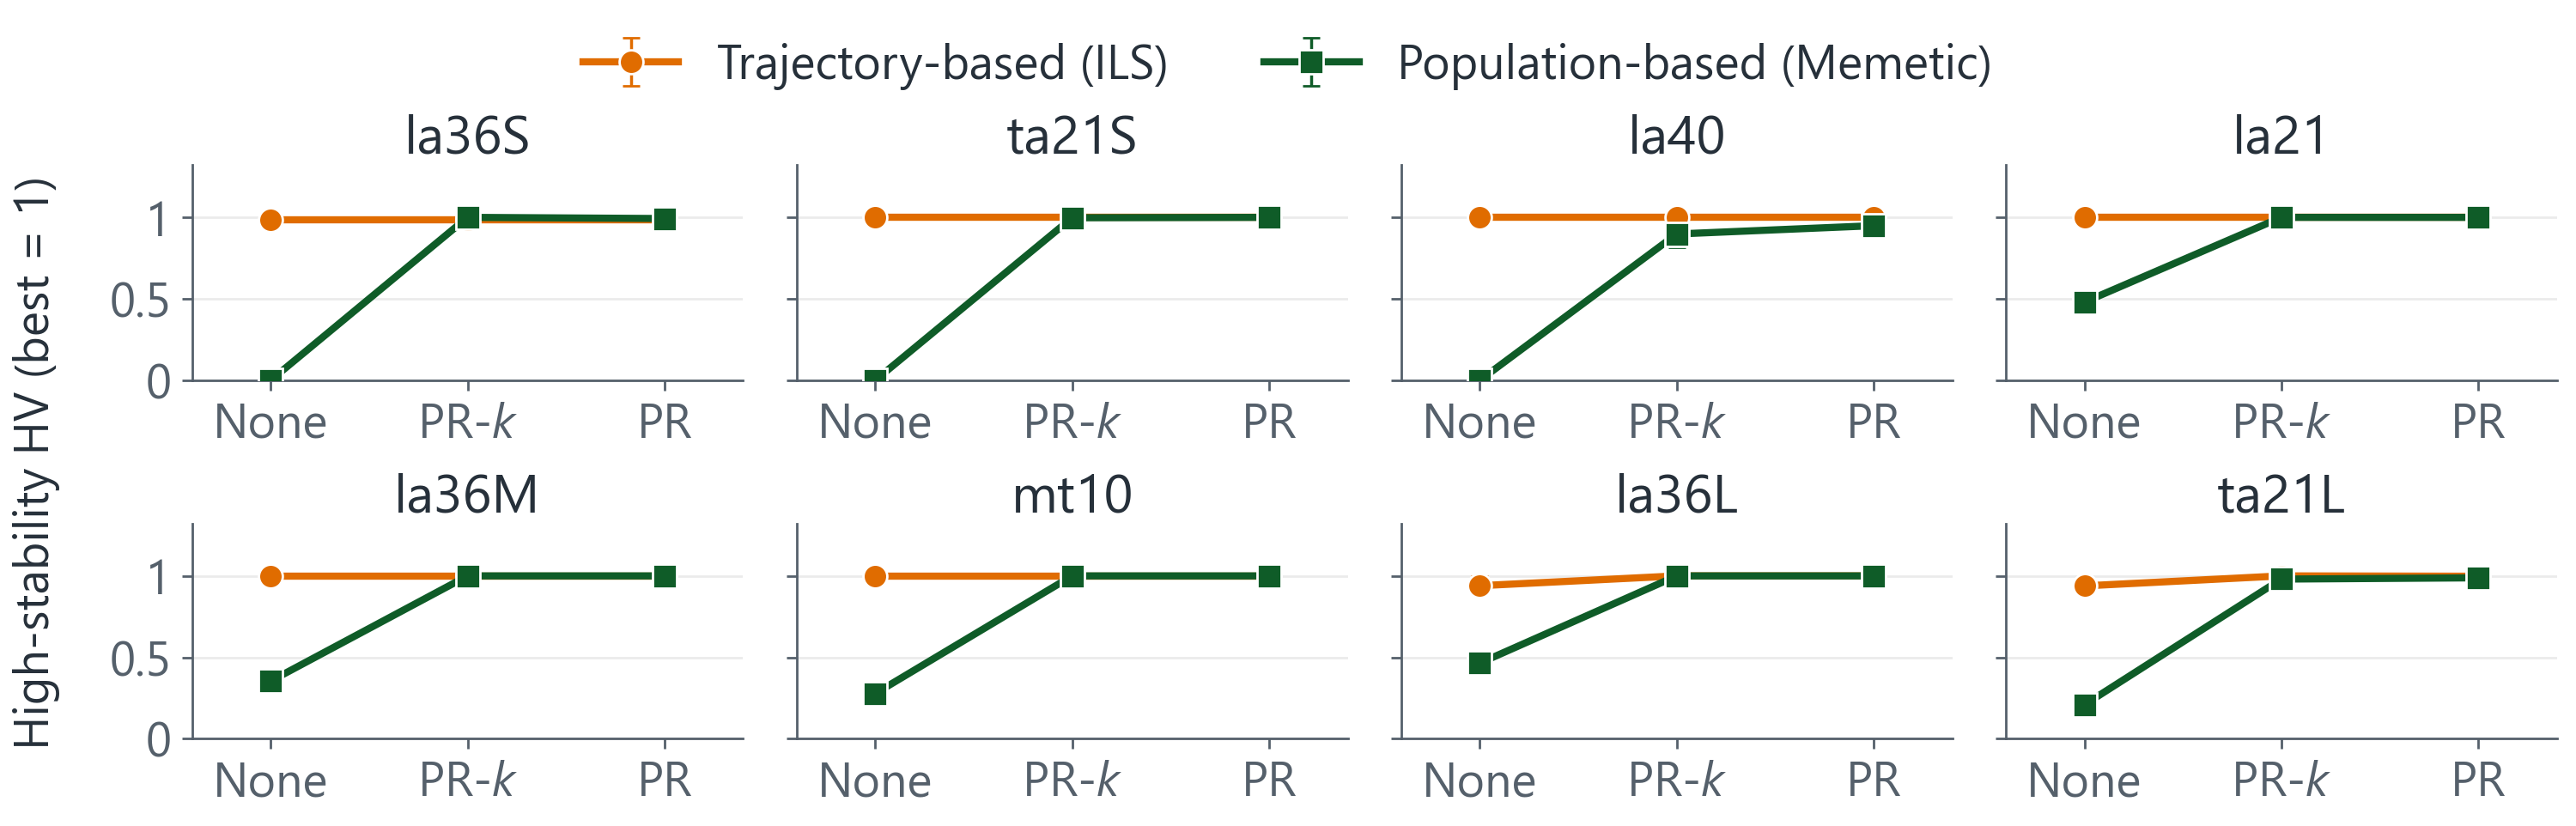 Trajectory-based (ILS) Population-based (Memetic)
High-stability HV (best = 1)
la36S ta21S la40 la21
1
0.5
0
None PR-k PR None PR-k PR None PR-k PR None PR-k PR
la36M mt10 la36L ta21L
1
0.5
0
None PR-k PR None PR-k PR None PR-k PR None PR-k PR